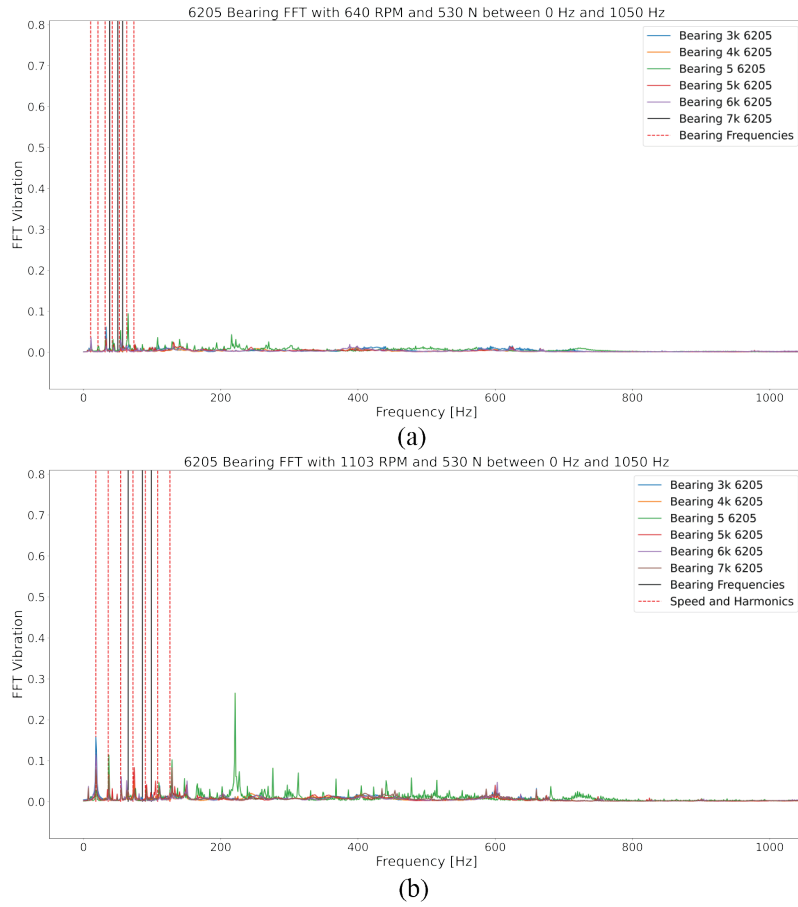 6205 Bearing FFT with 640 RPM and 530 N between 0 Hz and 1050 Hz
0.8
0.7
0.6
0.5
0.4
0.3
0.2
0.1
0.0
FFT Vibration
Bearing 3k 6205
Bearing 4k 6205
Bearing 5 6205
Bearing 5k 6205
Bearing 6k 6205
Bearing 7k 6205
Bearing Frequencies
0 200 400 600 800 1000
Frequency [Hz]
(a)
6205 Bearing FFT with 1103 RPM and 530 N between 0 Hz and 1050 Hz
0.8
0.7
0.6
0.5
0.4
0.3
0.2
0.1
0.0
FFT Vibration
Bearing 3k 6205
Bearing 4k 6205
Bearing 5 6205
Bearing 5k 6205
Bearing 6k 6205
Bearing 7k 6205
Bearing Frequencies
Speed and Harmonics
0 200 400 600 800 1000
Frequency [Hz]
(b)